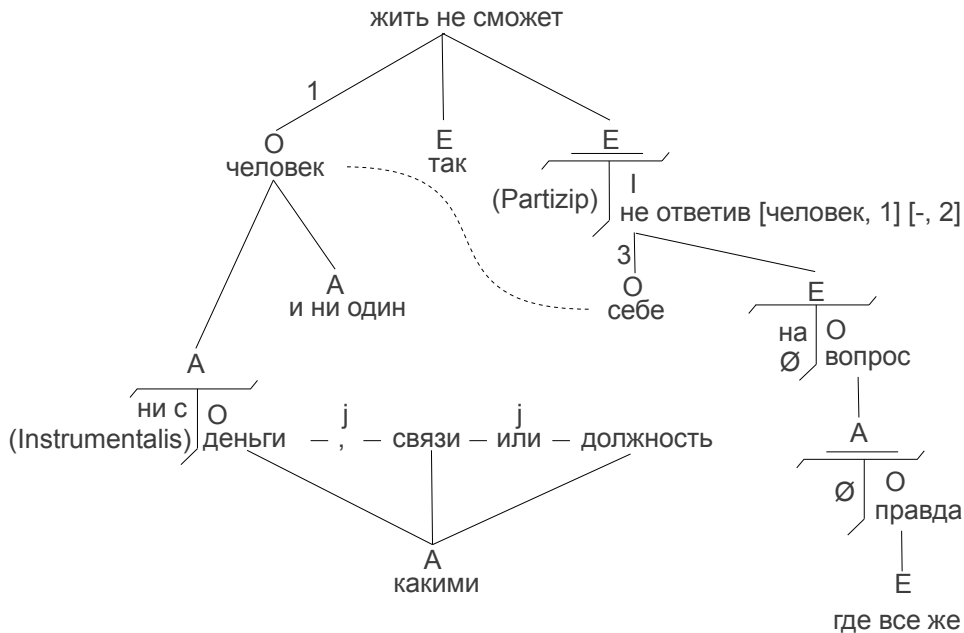 жить не сможет
1
О Е Е
человек так
(Partizip) I
не ответив [человек, 1] [-, 2]
3
О
себе
А
и ни один
Е
на О
Ø вопрос
А
ни с О j j
(Instrumentalis) деньги – , – связи – или – должность
А
Ø О
правда
А
какими
Е
где все же